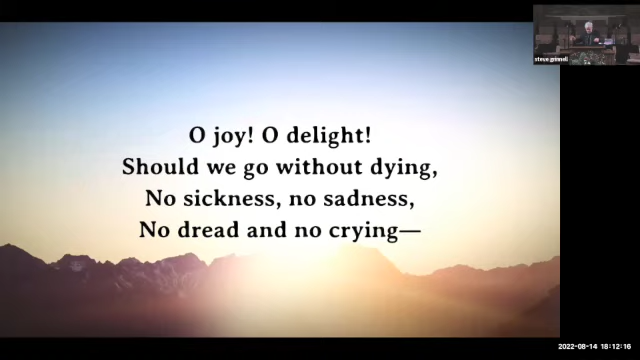 O joy! O delight!
Should we go without dying,
No sickness, no sadness,
No dread and no crying—
steve grinnell
2022-08-14 18:12:16